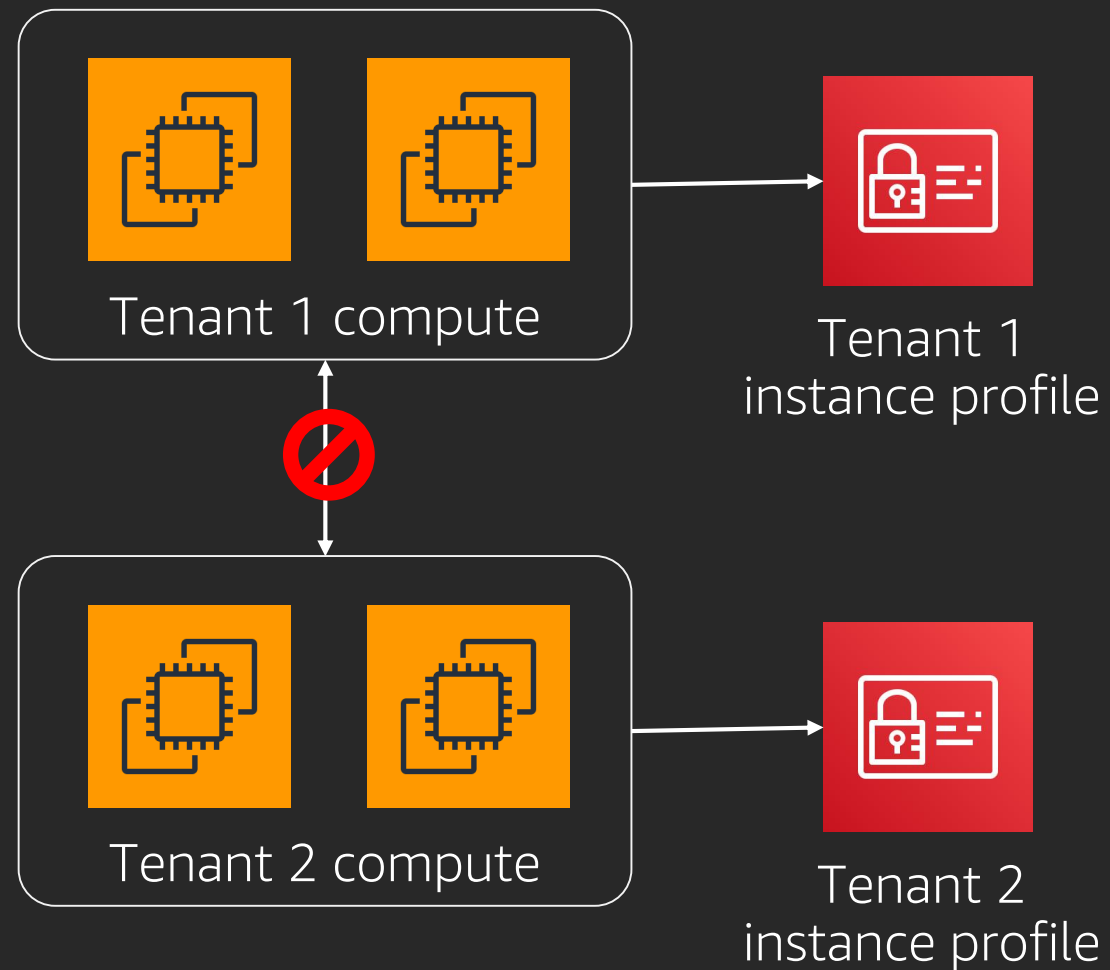 Tenant 1 compute
Tenant 1
instance profile
Tenant 2 compute
Tenant 2
instance profile